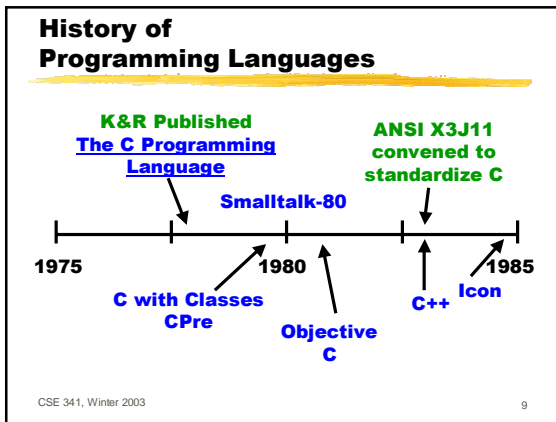 History of
Programming Languages
K&R Published
The C Programming
Language
ANSI X3J11
convened to
standardize C
Smalltalk-80
1975
1980
1985
C with Classes
CPre
Objective
C
C++
Icon
CSE 341, Winter 2003
9